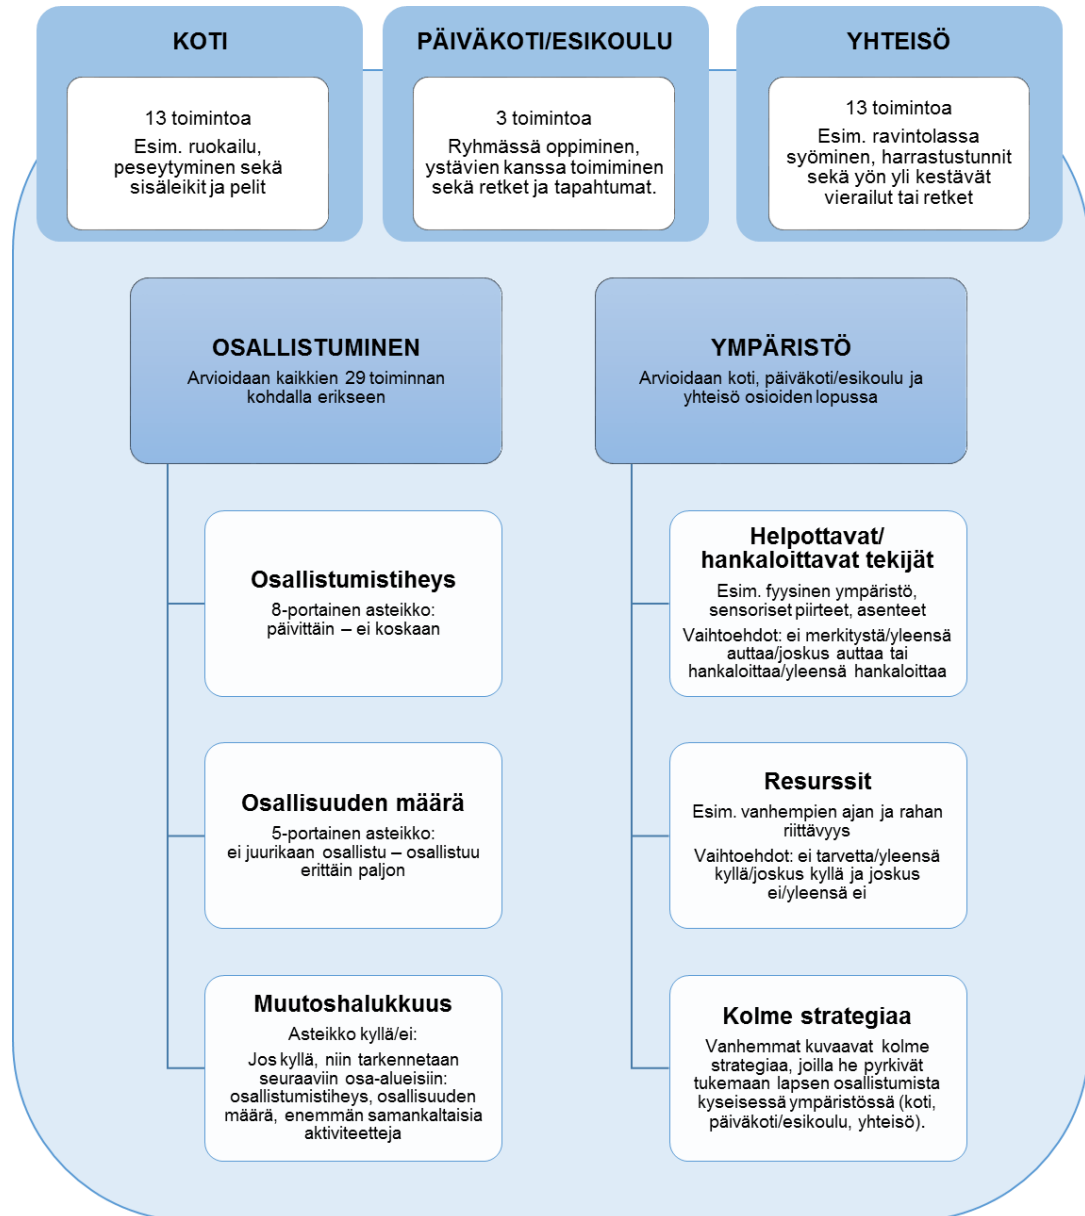 KOTI
13 toimintoa
Esim. ruokailu,
peseytyminen sekä
sisäleikit ja pelit
PÄIVÄKOTI/ESIKOULU
3 toimintoa
Ryhmässä oppiminen,
ystävien kanssa toimiminen
sekä retket ja tapahtumat.
YHTEISÖ
13 toimintoa
Esim. ravintolassa
syöminen, harrastustunnit
sekä yön yli kestävät
vierailut tai retket
OSALLISTUMINEN
Arvioidaan kaikkien 29 toiminnan
kohdalla erikseen
Osallistumistiheys
8-portainen asteikko:
päivittäin – ei koskaan
Osallisuuden määrä
5-portainen asteikko:
ei juurikaan osallistu – osallistuu
erittäin paljon
Muutoshalukkuus
Asteikko kyllä/ei:
Jos kyllä, niin tarkennetaan
seuraaviin osa-alueisiin:
osallistumistiheys, osallisuuden
määrä, enemmän samankaltaisia
aktiviteetteja
YMPÄRISTÖ
Arvioidaan koti, päiväkoti/esikoulu ja
yhteisö osioiden lopussa
Helpottavat/
hankaloittavat tekijät
Esim. fyysinen ympäristö,
sensoriset piirteet, asenteet
Vaihtoehdot: ei merkitystä/yleensä
auttaa/joskus auttaa tai
hankaloittaa/yleensä hankaloittaa
Resurssit
Esim. vanhempien ajan ja rahan
riittävyys
Vaihtoehdot: ei tarvetta/yleensä
kyllä/joskus kyllä ja joskus
ei/yleensä ei
Kolme strategiaa
Vanhemmat kuvaavat kolme
strategiaa, joilla he pyrkivät
tukemaan lapsen osallistumista
kyseisessä ympäristössä (koti,
päiväkoti/esikoulu, yhteisö).